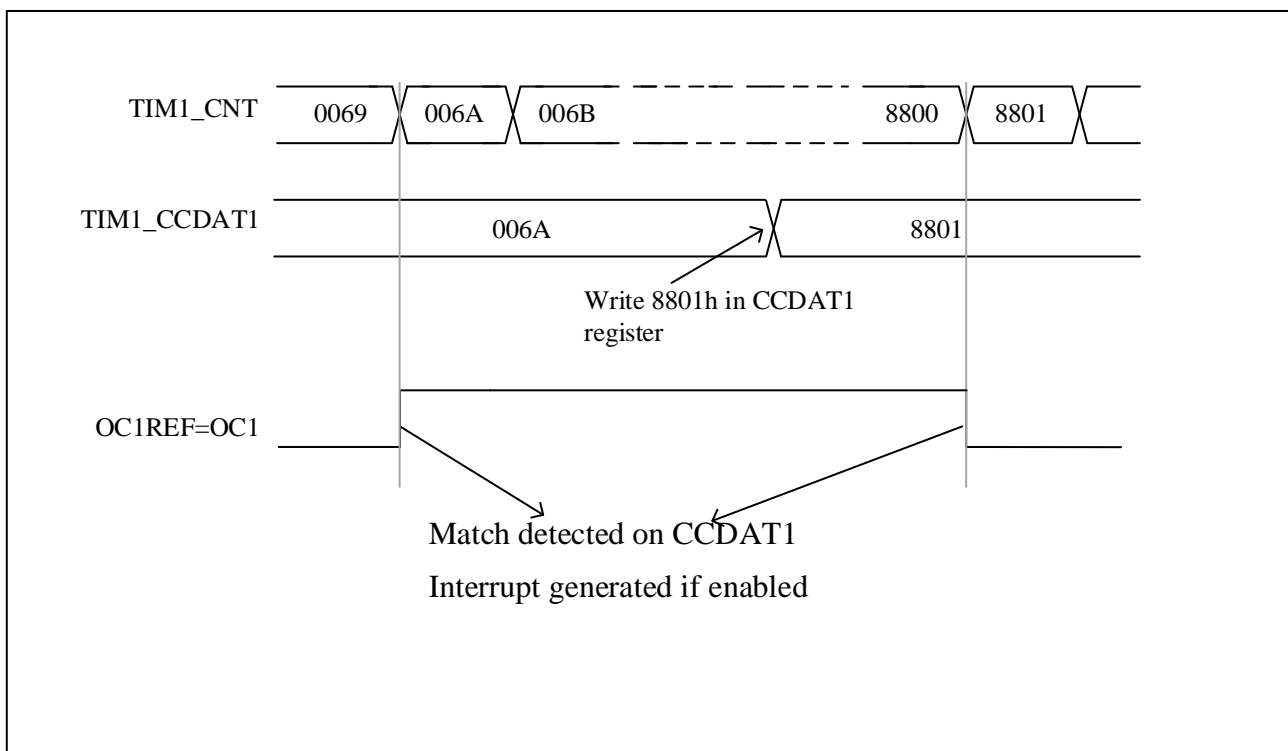 TIM1_CNT 0069 006A 006B 8800 8801
TIM1_CCDAT1 006A 8801
Write 8801h in CCDAT1
register
OC1REF=OC1
Match detected on CCDAT1
Interrupt generated if enabled